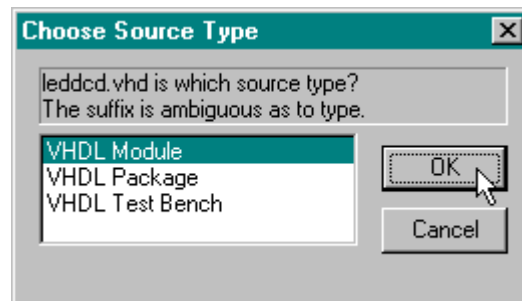 Choose Source Type
leddcd.vhd is which source type?
The suffix is ambiguous as to type.
VHDL Module
VHDL Package
VHDL Test Bench
OK
Cancel